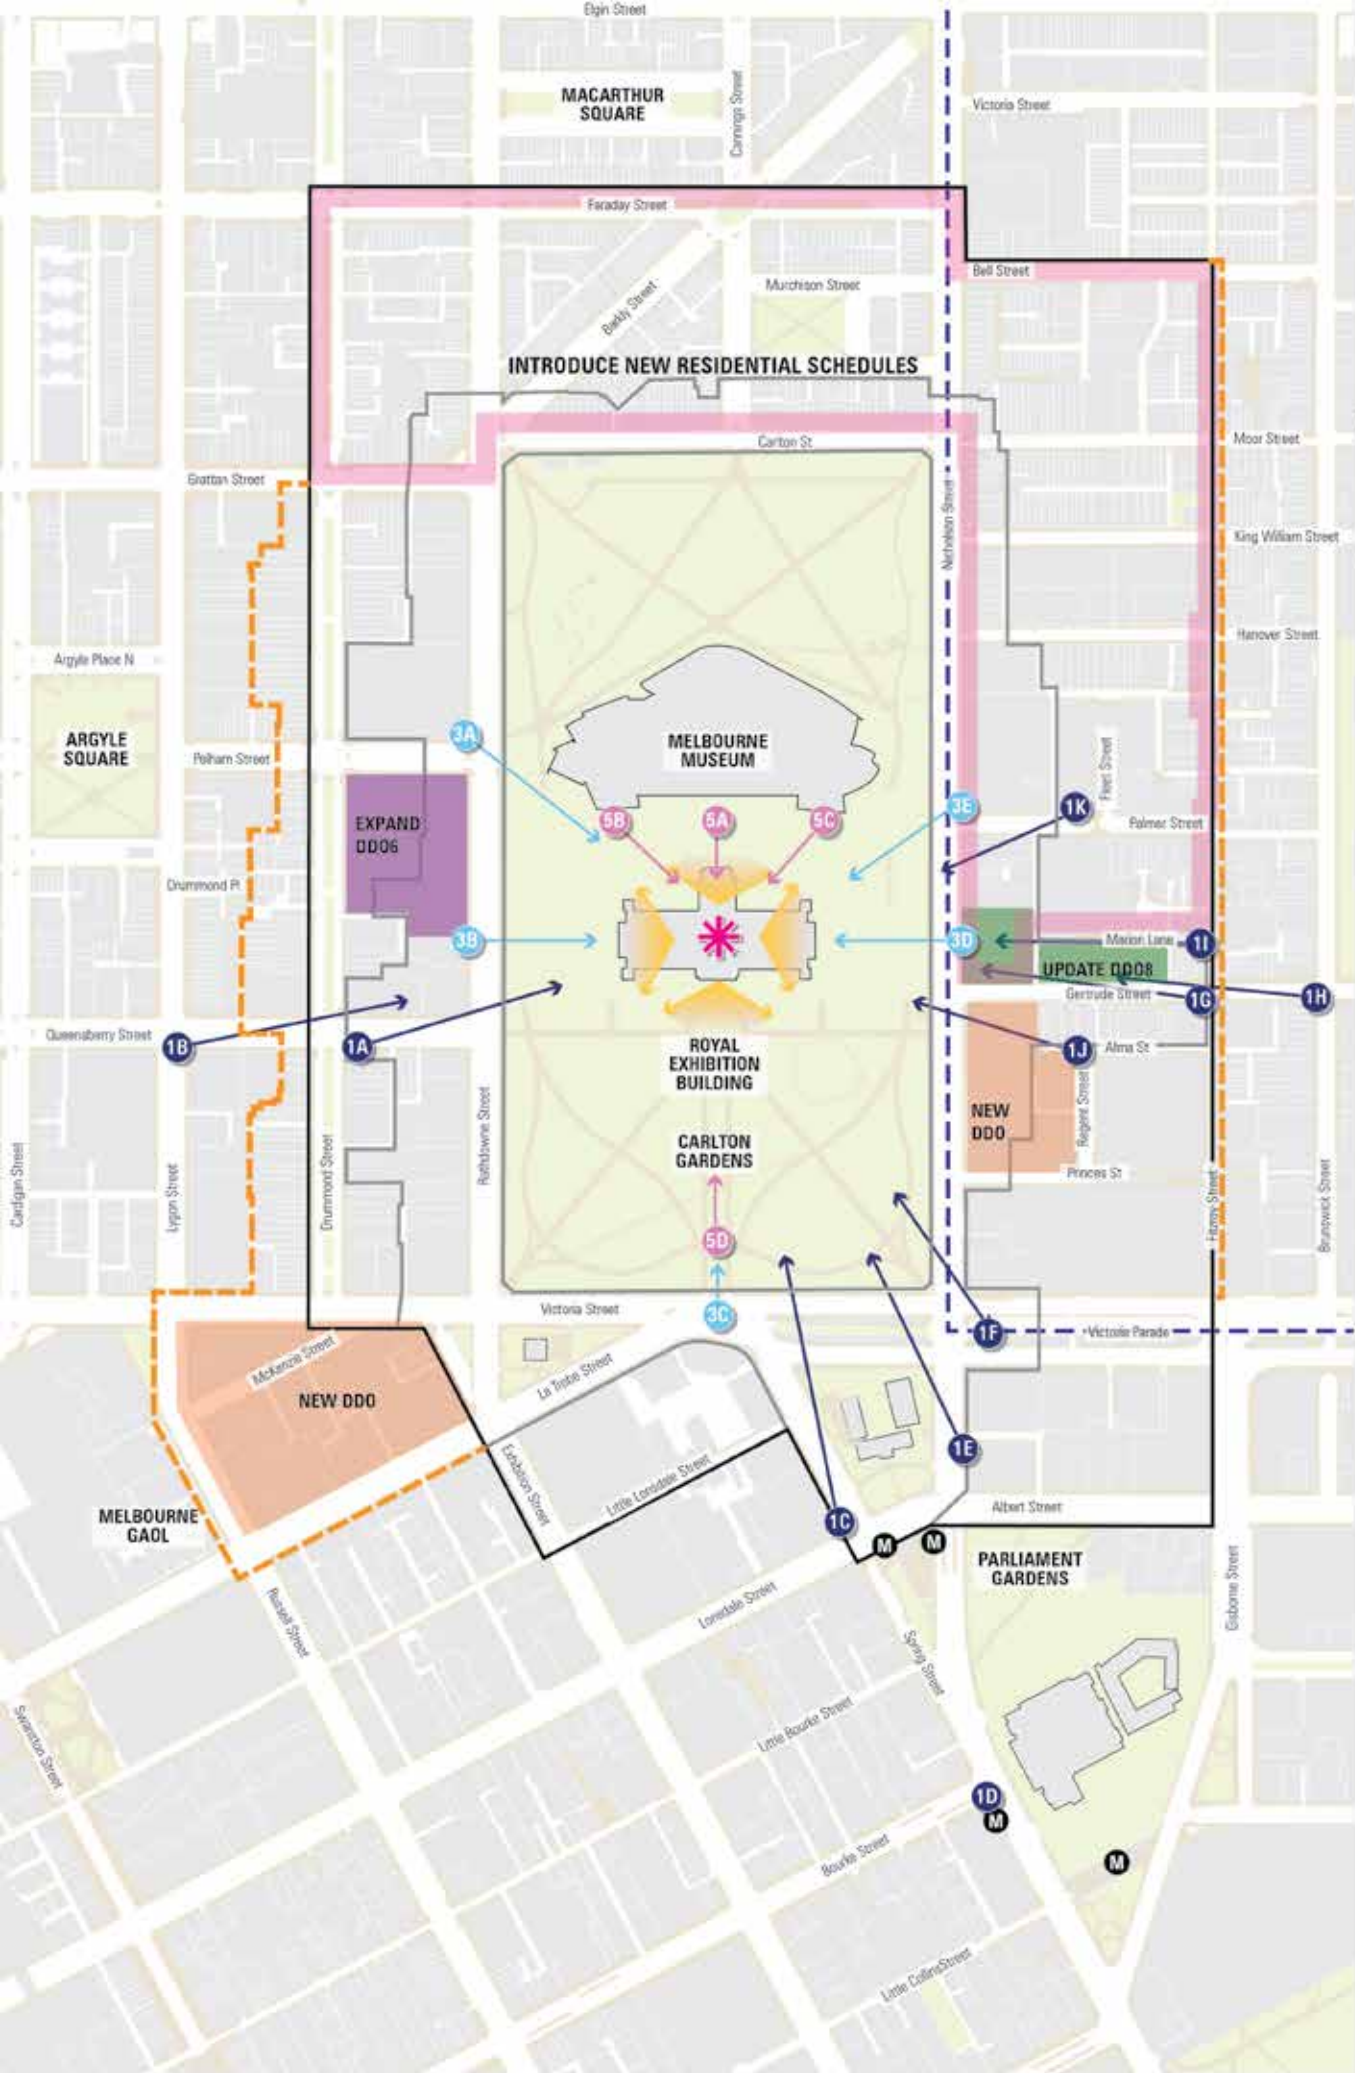 Elgin Street
MACARTHUR
SQUARE
Canning Street
Victoria Street
Faraday Street
Bell Street
Murchison Street
Barkly Street
INTRODUCE NEW RESIDENTIAL SCHEDULES
Carlton St
Moor Street
Grattan Street
Nicholson Street
King William Street
Hanover Street
Argyle Place N
ARGYLE
SQUARE
Pelham Street
3A
MELBOURNE
MUSEUM
Fleet Street
EXPAND
DDO6
5B
5A
5C
3E
1K
Palmer Street
Drummond Pl
3B
3D
Marion Lane
1I
UPDATE DDO8
Gertrude Street
1G
1H
Queensberry Street
1B
1A
ROYAL
EXHIBITION
BUILDING
1J
Alma St
NEW
DDO
Regent Street
CARLTON
GARDENS
Princes St
Cardigan Street
Lygon Street
Drummond Street
Rathdowne Street
Fitzroy Street
Brunswick Street
5D
Victoria Street
3C
1F
Victoria Parade
McKenzie Street
NEW DDO
La Trobe Street
Exhibition Street
Little Lonsdale Street
1E
Albert Street
MELBOURNE
GAOL
1C
M
M
PARLIAMENT
GARDENS
Gisborne Street
Russell Street
Lonsdale Street
Spring Street
Swanston Street
Little Bourke Street
1D
M
Bourke Street
M
Little Collins Street